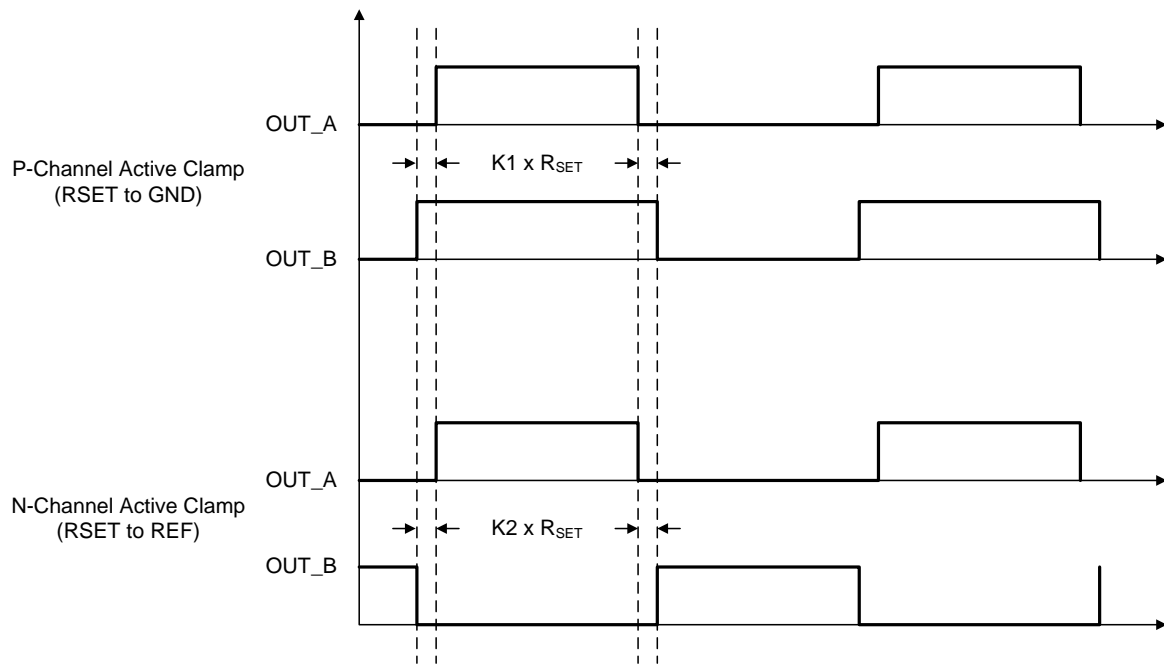 OUT_A
P-Channel Active Clamp
(RSET to GND)
K1 x RSET
OUT_B
OUT_A
N-Channel Active Clamp
(RSET to REF)
K2 x RSET
OUT_B